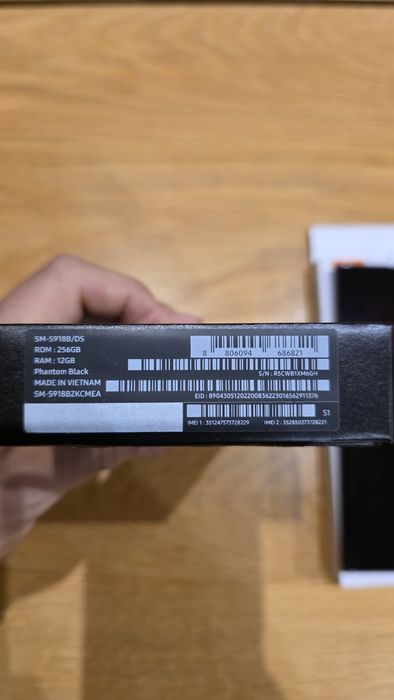 SM-S918B/DS
ROM : 256GB
RAM : 12GB
Phantom Black
MADE IN VIETNAM
SM-S918BZKCMEA
8 806094 686821
S/N : R5CWB1XM6GH
EID : 89043051202200836223016562911376
S1
IMEI 1 : 351247573728229 IMEI 2 : 352850373728221